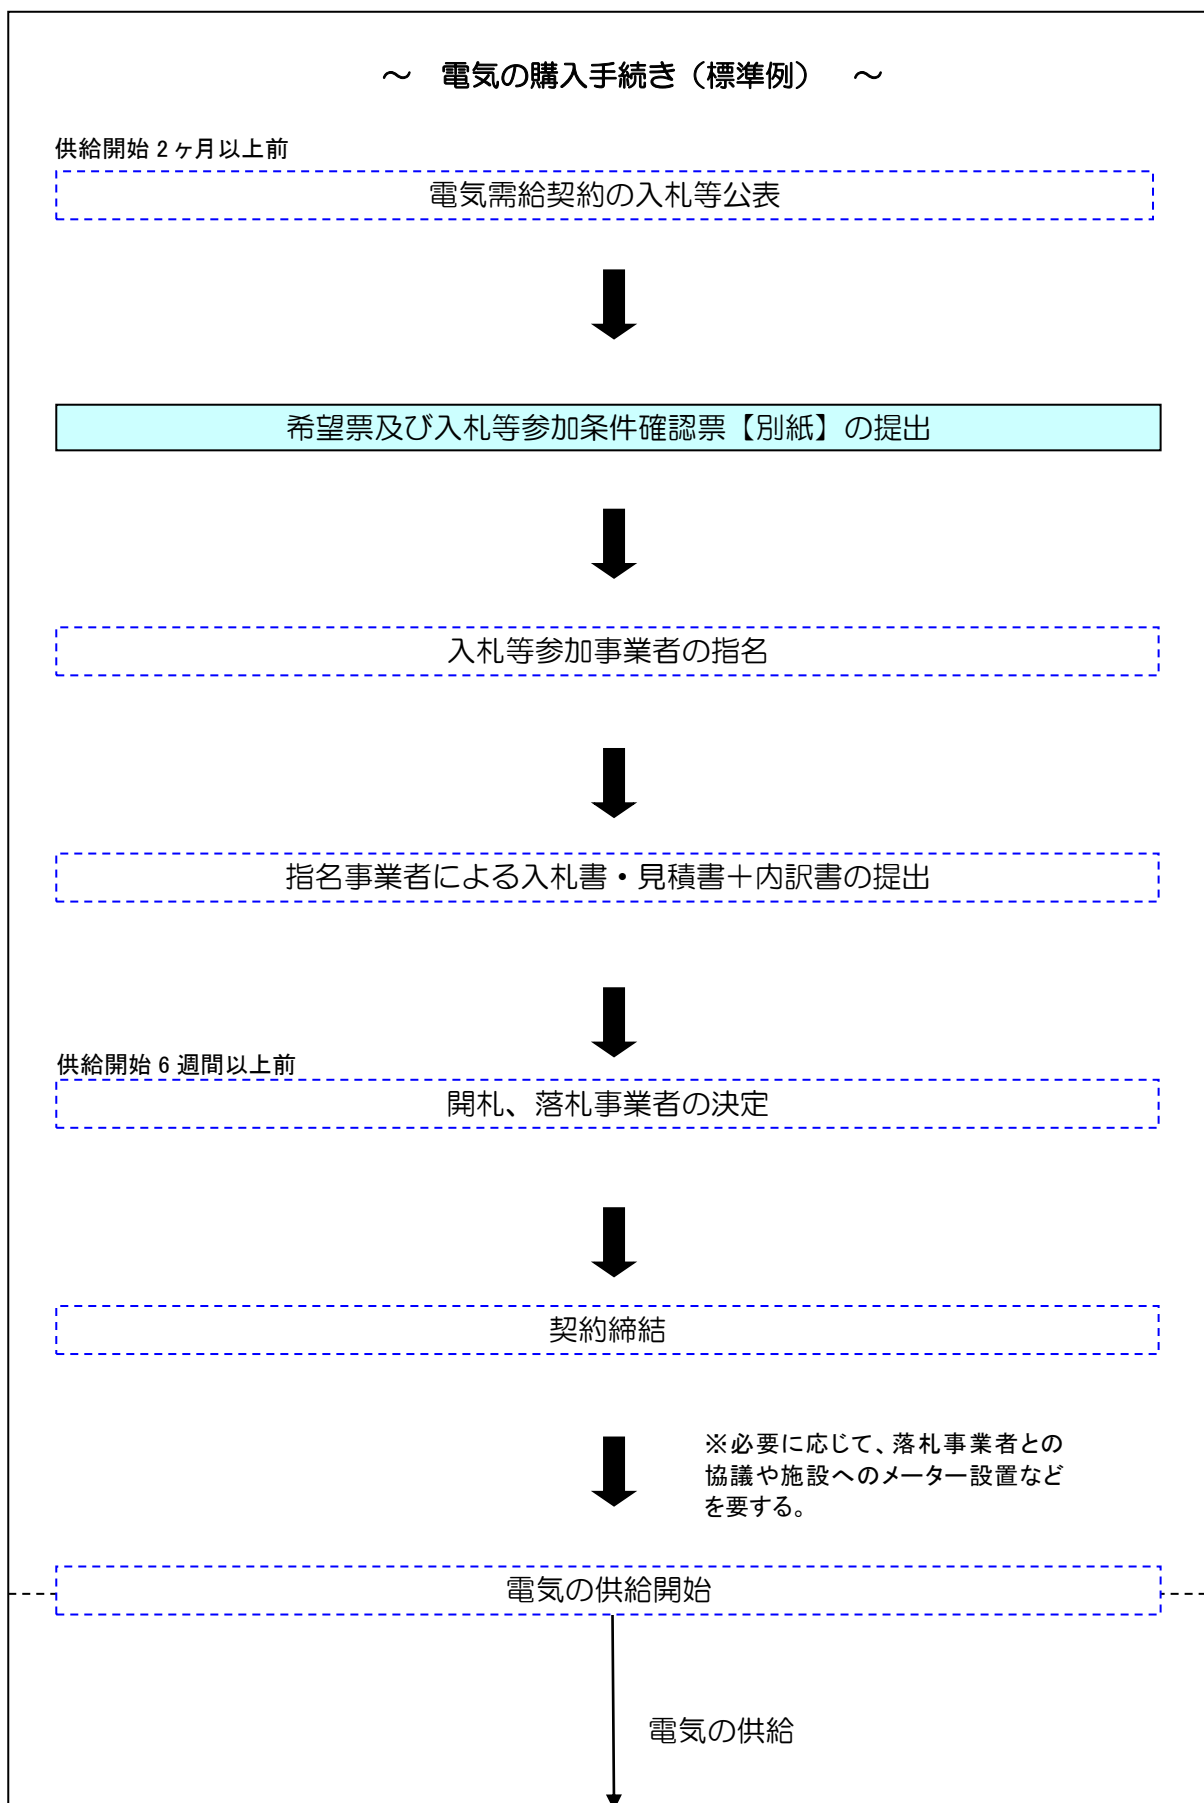 ～ 電気の購入手続き（標準例） ～
供給開始２ヶ月以上前
電気需給契約の入札等公表
希望票及び入札等参加条件確認票【別紙】の提出
入札等参加事業者の指名
指名事業者による入札書・見積書＋内訳書の提出
供給開始６週間以上前
開札、落札事業者の決定
契約締結
※必要に応じて、落札事業者との
協議や施設へのメーター設置など
を要する。
電気の供給開始
電気の供給